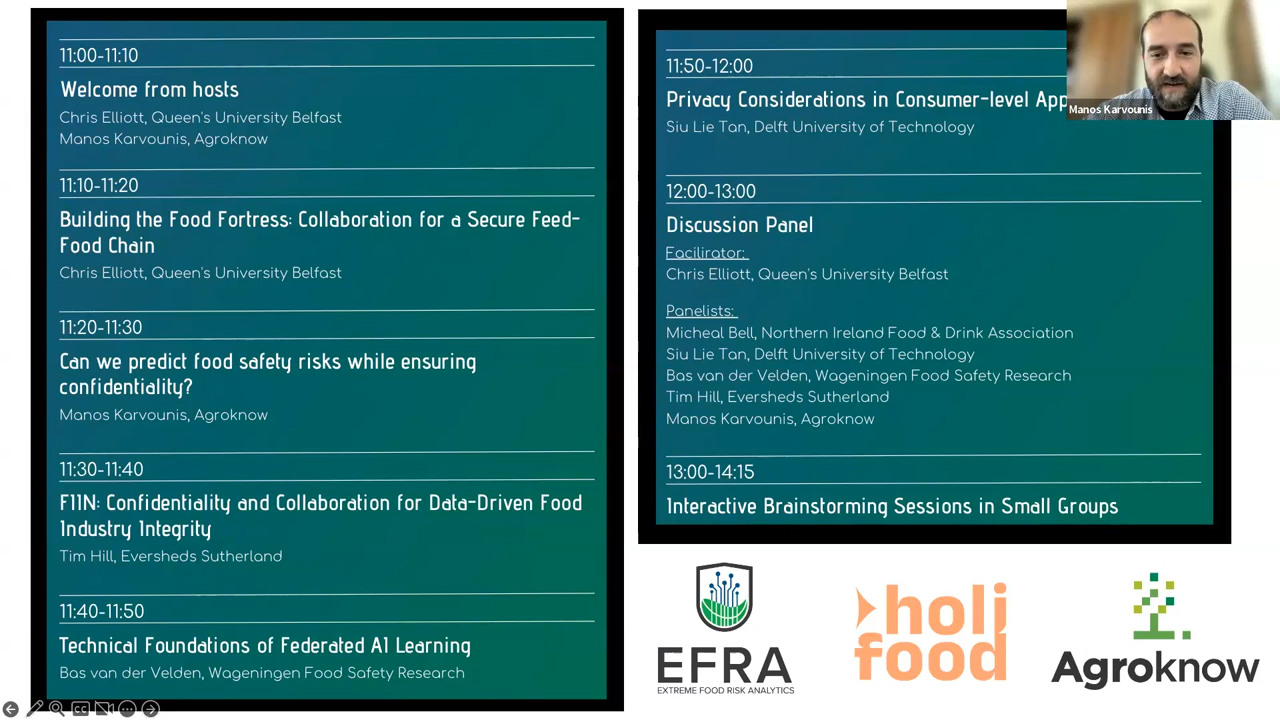 11:00-11:10
Welcome from hosts
Chris Elliott, Queen's University Belfast
Manos Karvounis, Agroknow
11:10-11:20
Building the Food Fortress: Collaboration for a Secure Feed-
Food Chain
Chris Elliott, Queen's University Belfast
11:20-11:30
Can we predict food safety risks while ensuring
confidentiality?
Manos Karvounis, Agroknow
11:30-11:40
FIIN: Confidentiality and Collaboration for Data-Driven Food
Industry Integrity
Tim Hill, Eversheds Sutherland
11:40-11:50
Technical Foundations of Federated AI Learning
Bas van der Velden, Wageningen Food Safety Research
11:50-12:00
Privacy Considerations in Consumer-level App
Siu Lie Tan, Delft University of Technology
12:00-13:00
Discussion Panel
Facilirator:
Chris Elliott, Queen's University Belfast
Panelists:
Micheal Bell, Northern Ireland Food & Drink Association
Siu Lie Tan, Delft University of Technology
Bas van der Velden, Wageningen Food Safety Research
Tim Hill, Eversheds Sutherland
Manos Karvounis, Agroknow
13:00-14:15
Interactive Brainstorming Sessions in Small Groups
Manos Karvounis
EFRA
EXTREME FOOD RISK ANALYTICS
holi
food
Agroknow
CC